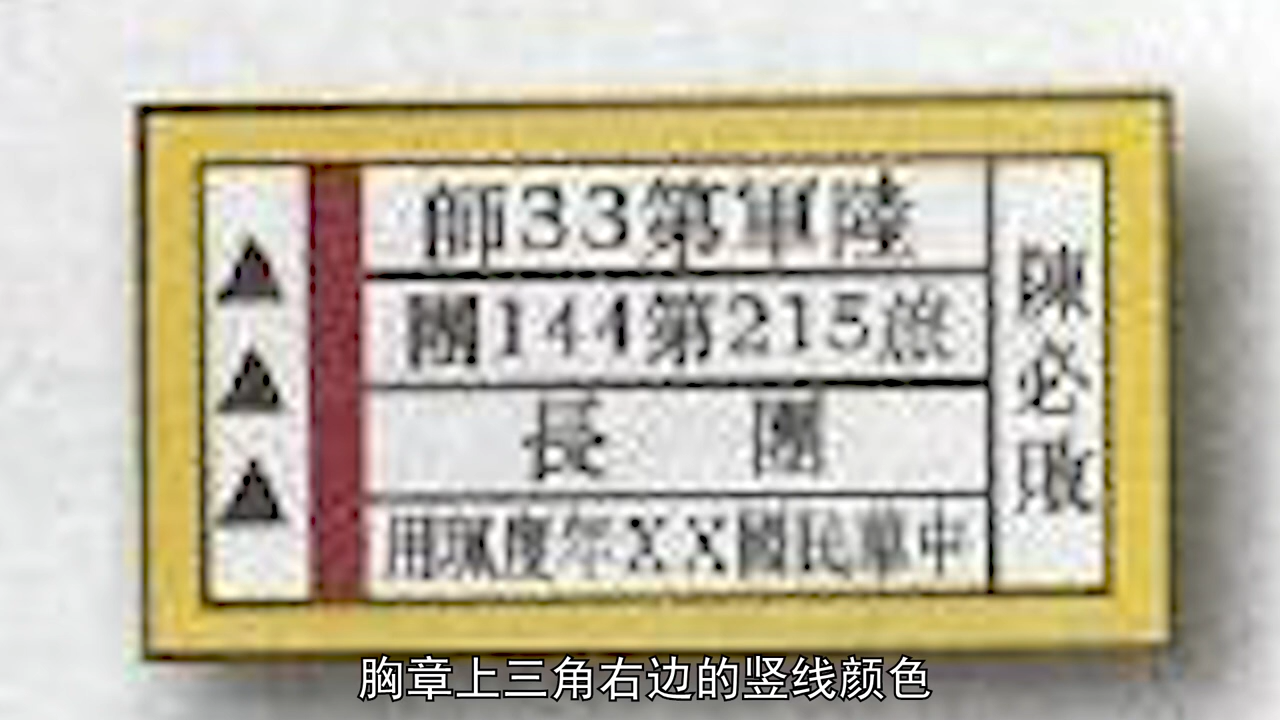 陳必敗
陸軍第33師
旅215第144團
團長
中華民國XX年度佩用
胸章上三角右边的竖线颜色